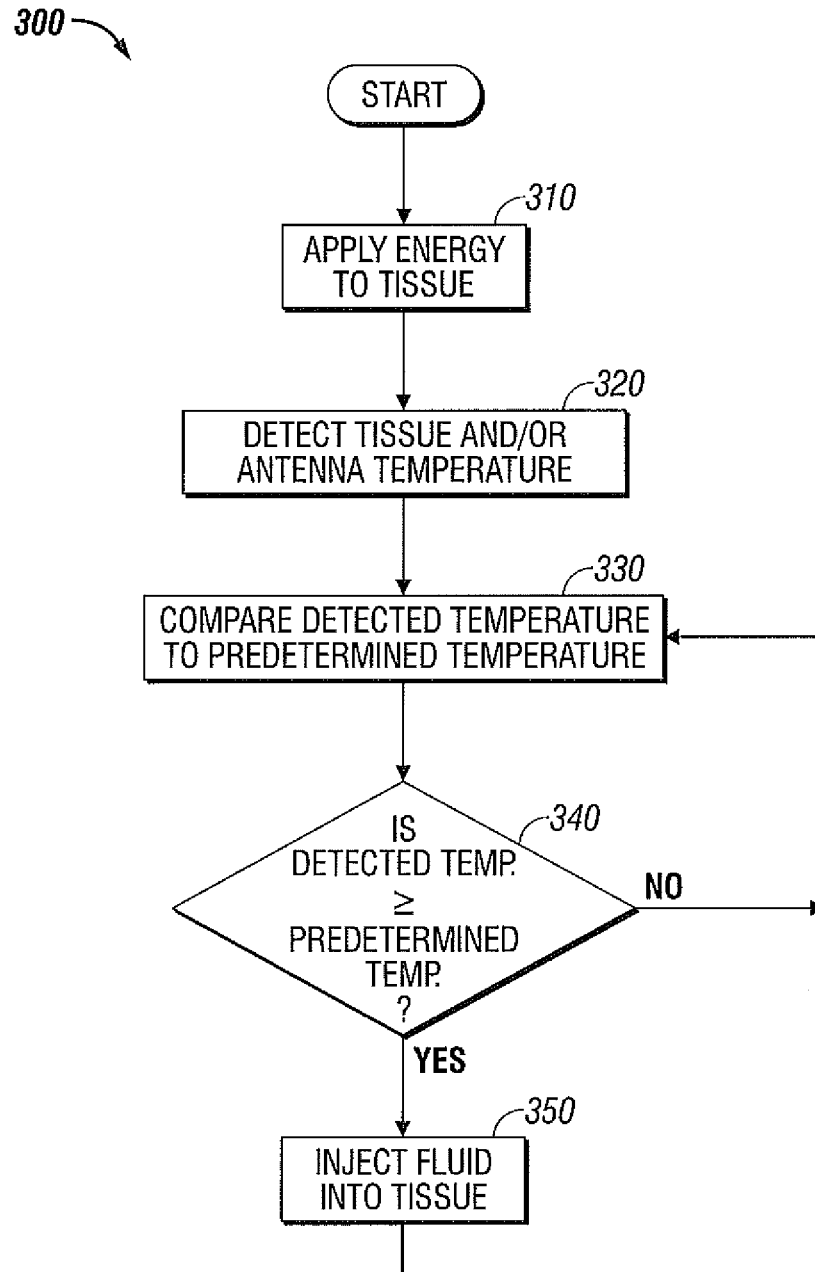 300
START
310
APPLY ENERGY
TO TISSUE
320
DETECT TISSUE AND/OR
ANTENNA TEMPERATURE
330
COMPARE DETECTED TEMPERATURE
TO PREDETERMINED TEMPERATURE
340
IS
DETECTED TEMP.
≥
PREDETERMINED
TEMP.
?
NO
YES
350
INJECT FLUID
INTO TISSUE